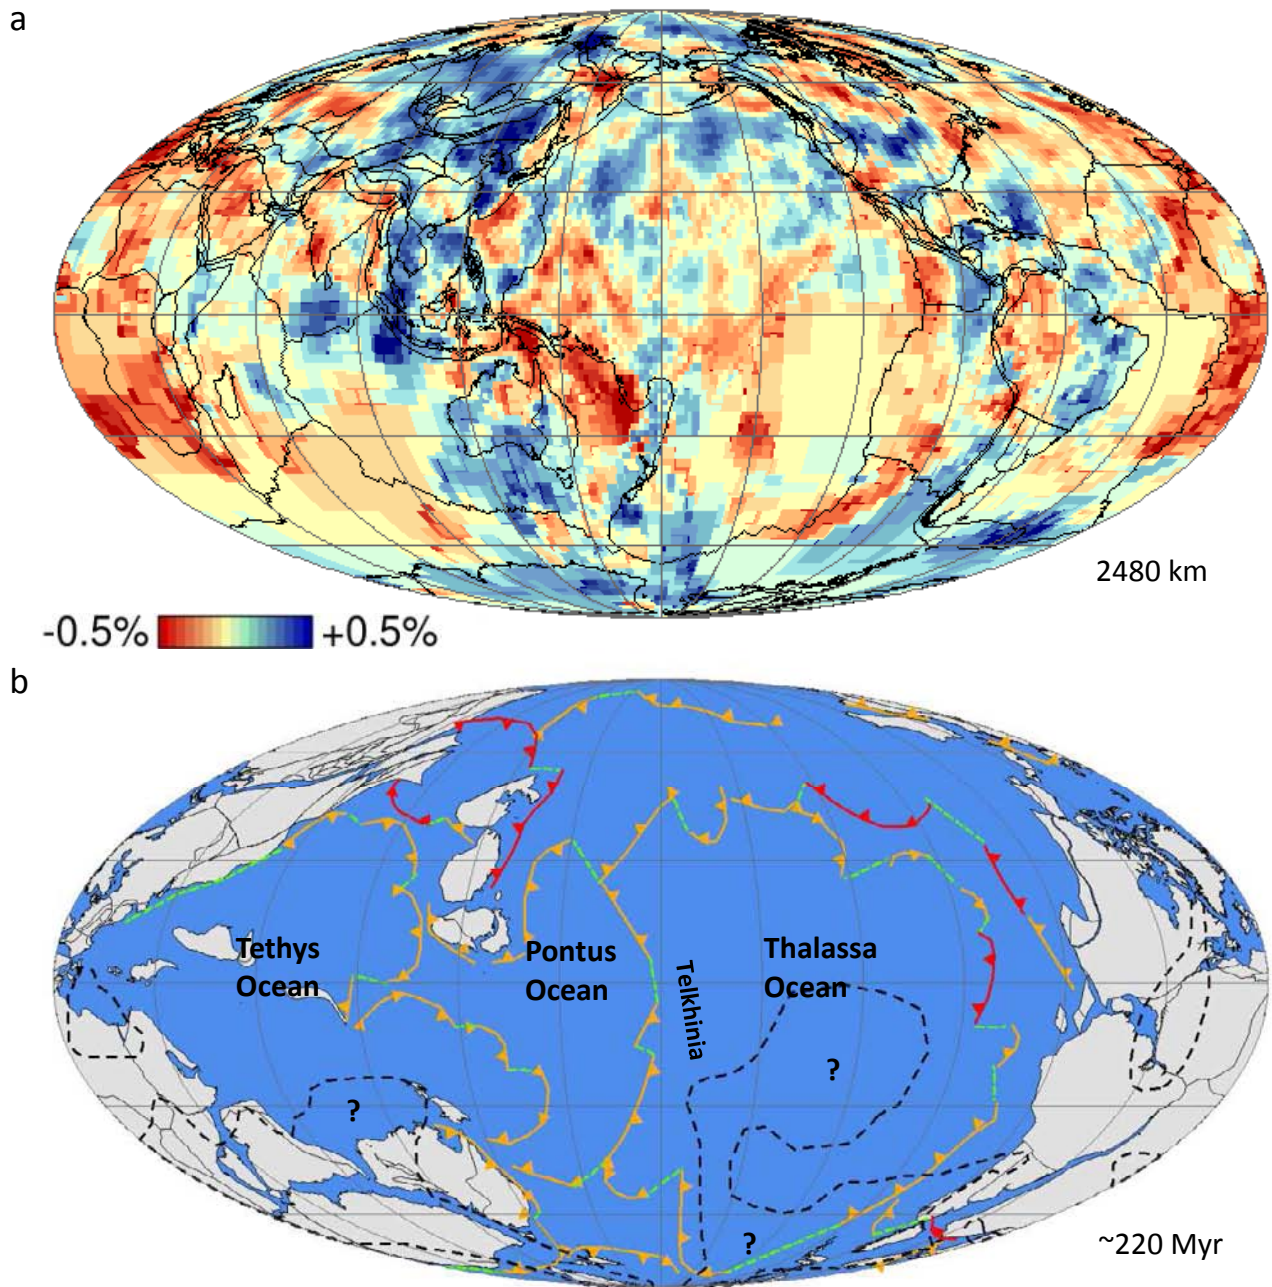 a
2480 km
-0.5%
+0.5%
b
Tethys
Ocean
Pontus
Ocean
Telkhinia
Thalassa
Ocean
?
?
?
~220 Myr